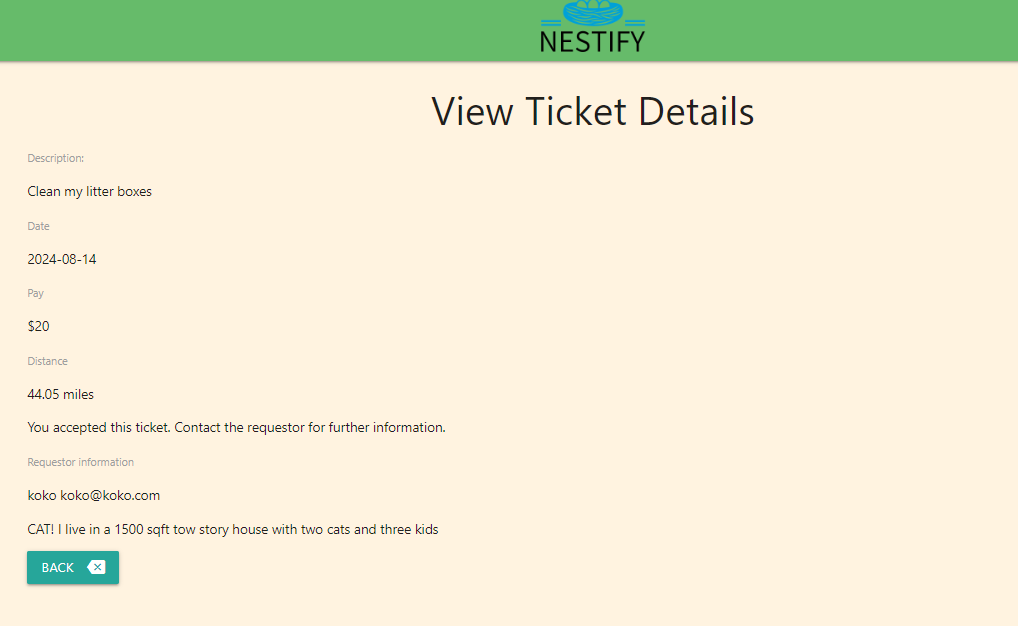 NESTIFY
View Ticket Details
Description:
Clean my litter boxes
Date
2024-08-14
Pay
$20
Distance
44.05 miles
You accepted this ticket. Contact the requestor for further information.
Requestor information
koko koko@koko.com
CAT! I live in a 1500 sqft tow story house with two cats and three kids
BACK